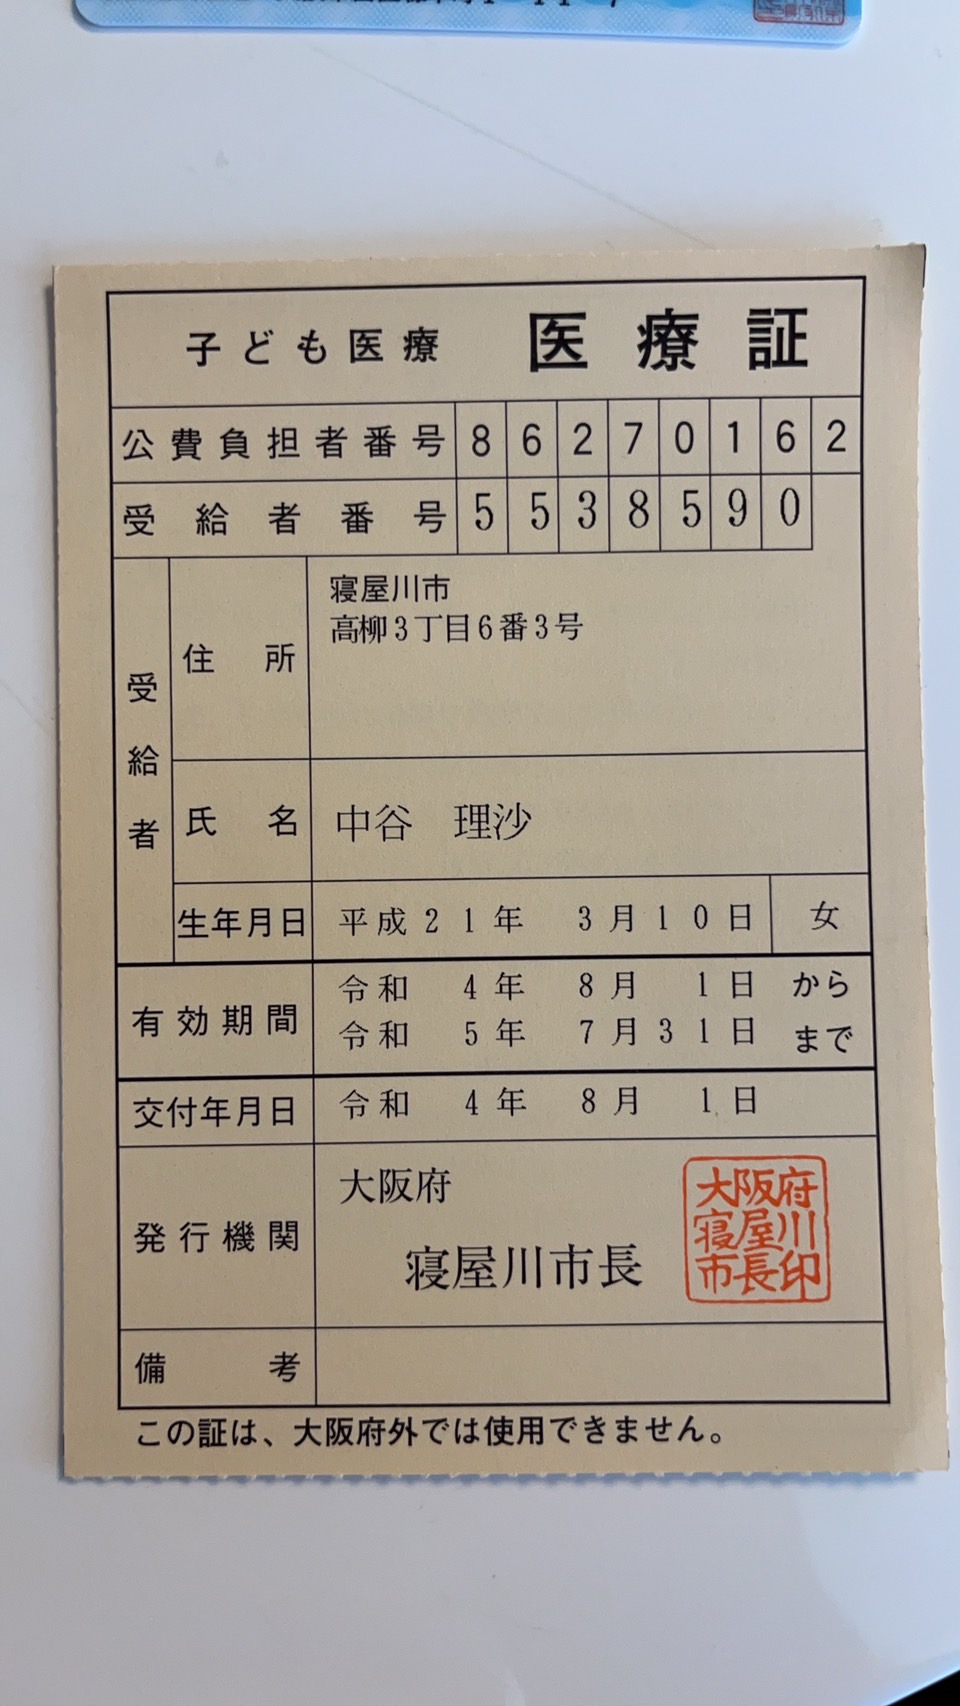 子ども医療 医療証
公費負担者番号 8 6 2 7 0 1 6 2
受給者番号 5 5 3 8 5 9 0
受給者
住所 寝屋川市
高柳3丁目6番3号
氏名 中谷 理沙
生年月日 平成21年 3月10日 女
有効期間 令和 4年 8月 1日 から
令和 5年 7月31日 まで
交付年月日 令和 4年 8月 1日
発行機関 大阪府
寝屋川市長
大阪府
寝屋川
市長印
備考
この証は、大阪府外では使用できません。